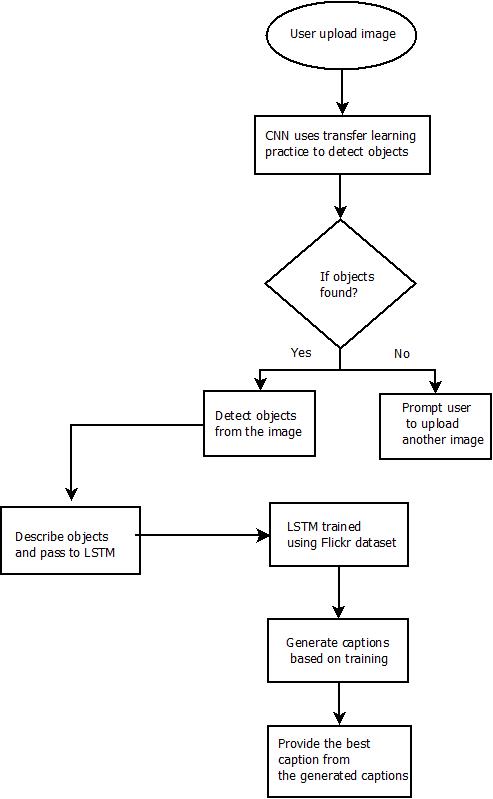 User upload image
CNN uses transfer learning
practice to detect objects
If objects
found?
Yes
No
Detect objects
from the image
Prompt user
to upload
another image
Describe objects
and pass to LSTM
LSTM trained
using Flickr dataset
Generate captions
based on training
Provide the best
caption from
the generated captions